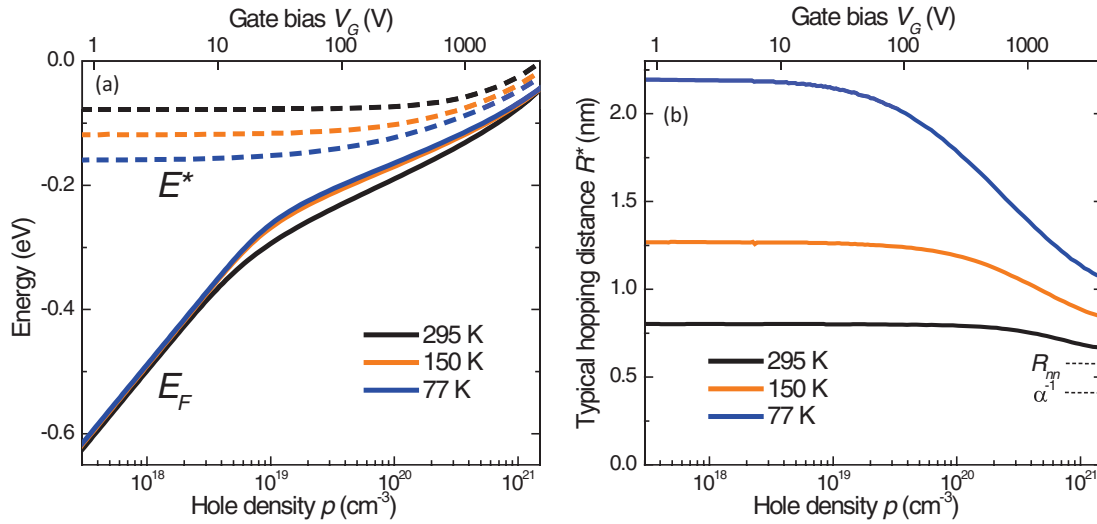 Gate bias V_G (V)
1 10 100 1000
(a)
0.0
-0.2
-0.4
-0.6
Energy (eV)
E*
E_F
295 K
150 K
77 K
10^18 10^19 10^20 10^21
Hole density p (cm^-3)
Gate bias V_G (V)
1 10 100 1000
(b)
2.0
1.5
1.0
0.5
0.0
Typical hopping distance R* (nm)
295 K
150 K
77 K
R_nn
α^-1
10^18 10^19 10^20 10^21
Hole density p (cm^-3)